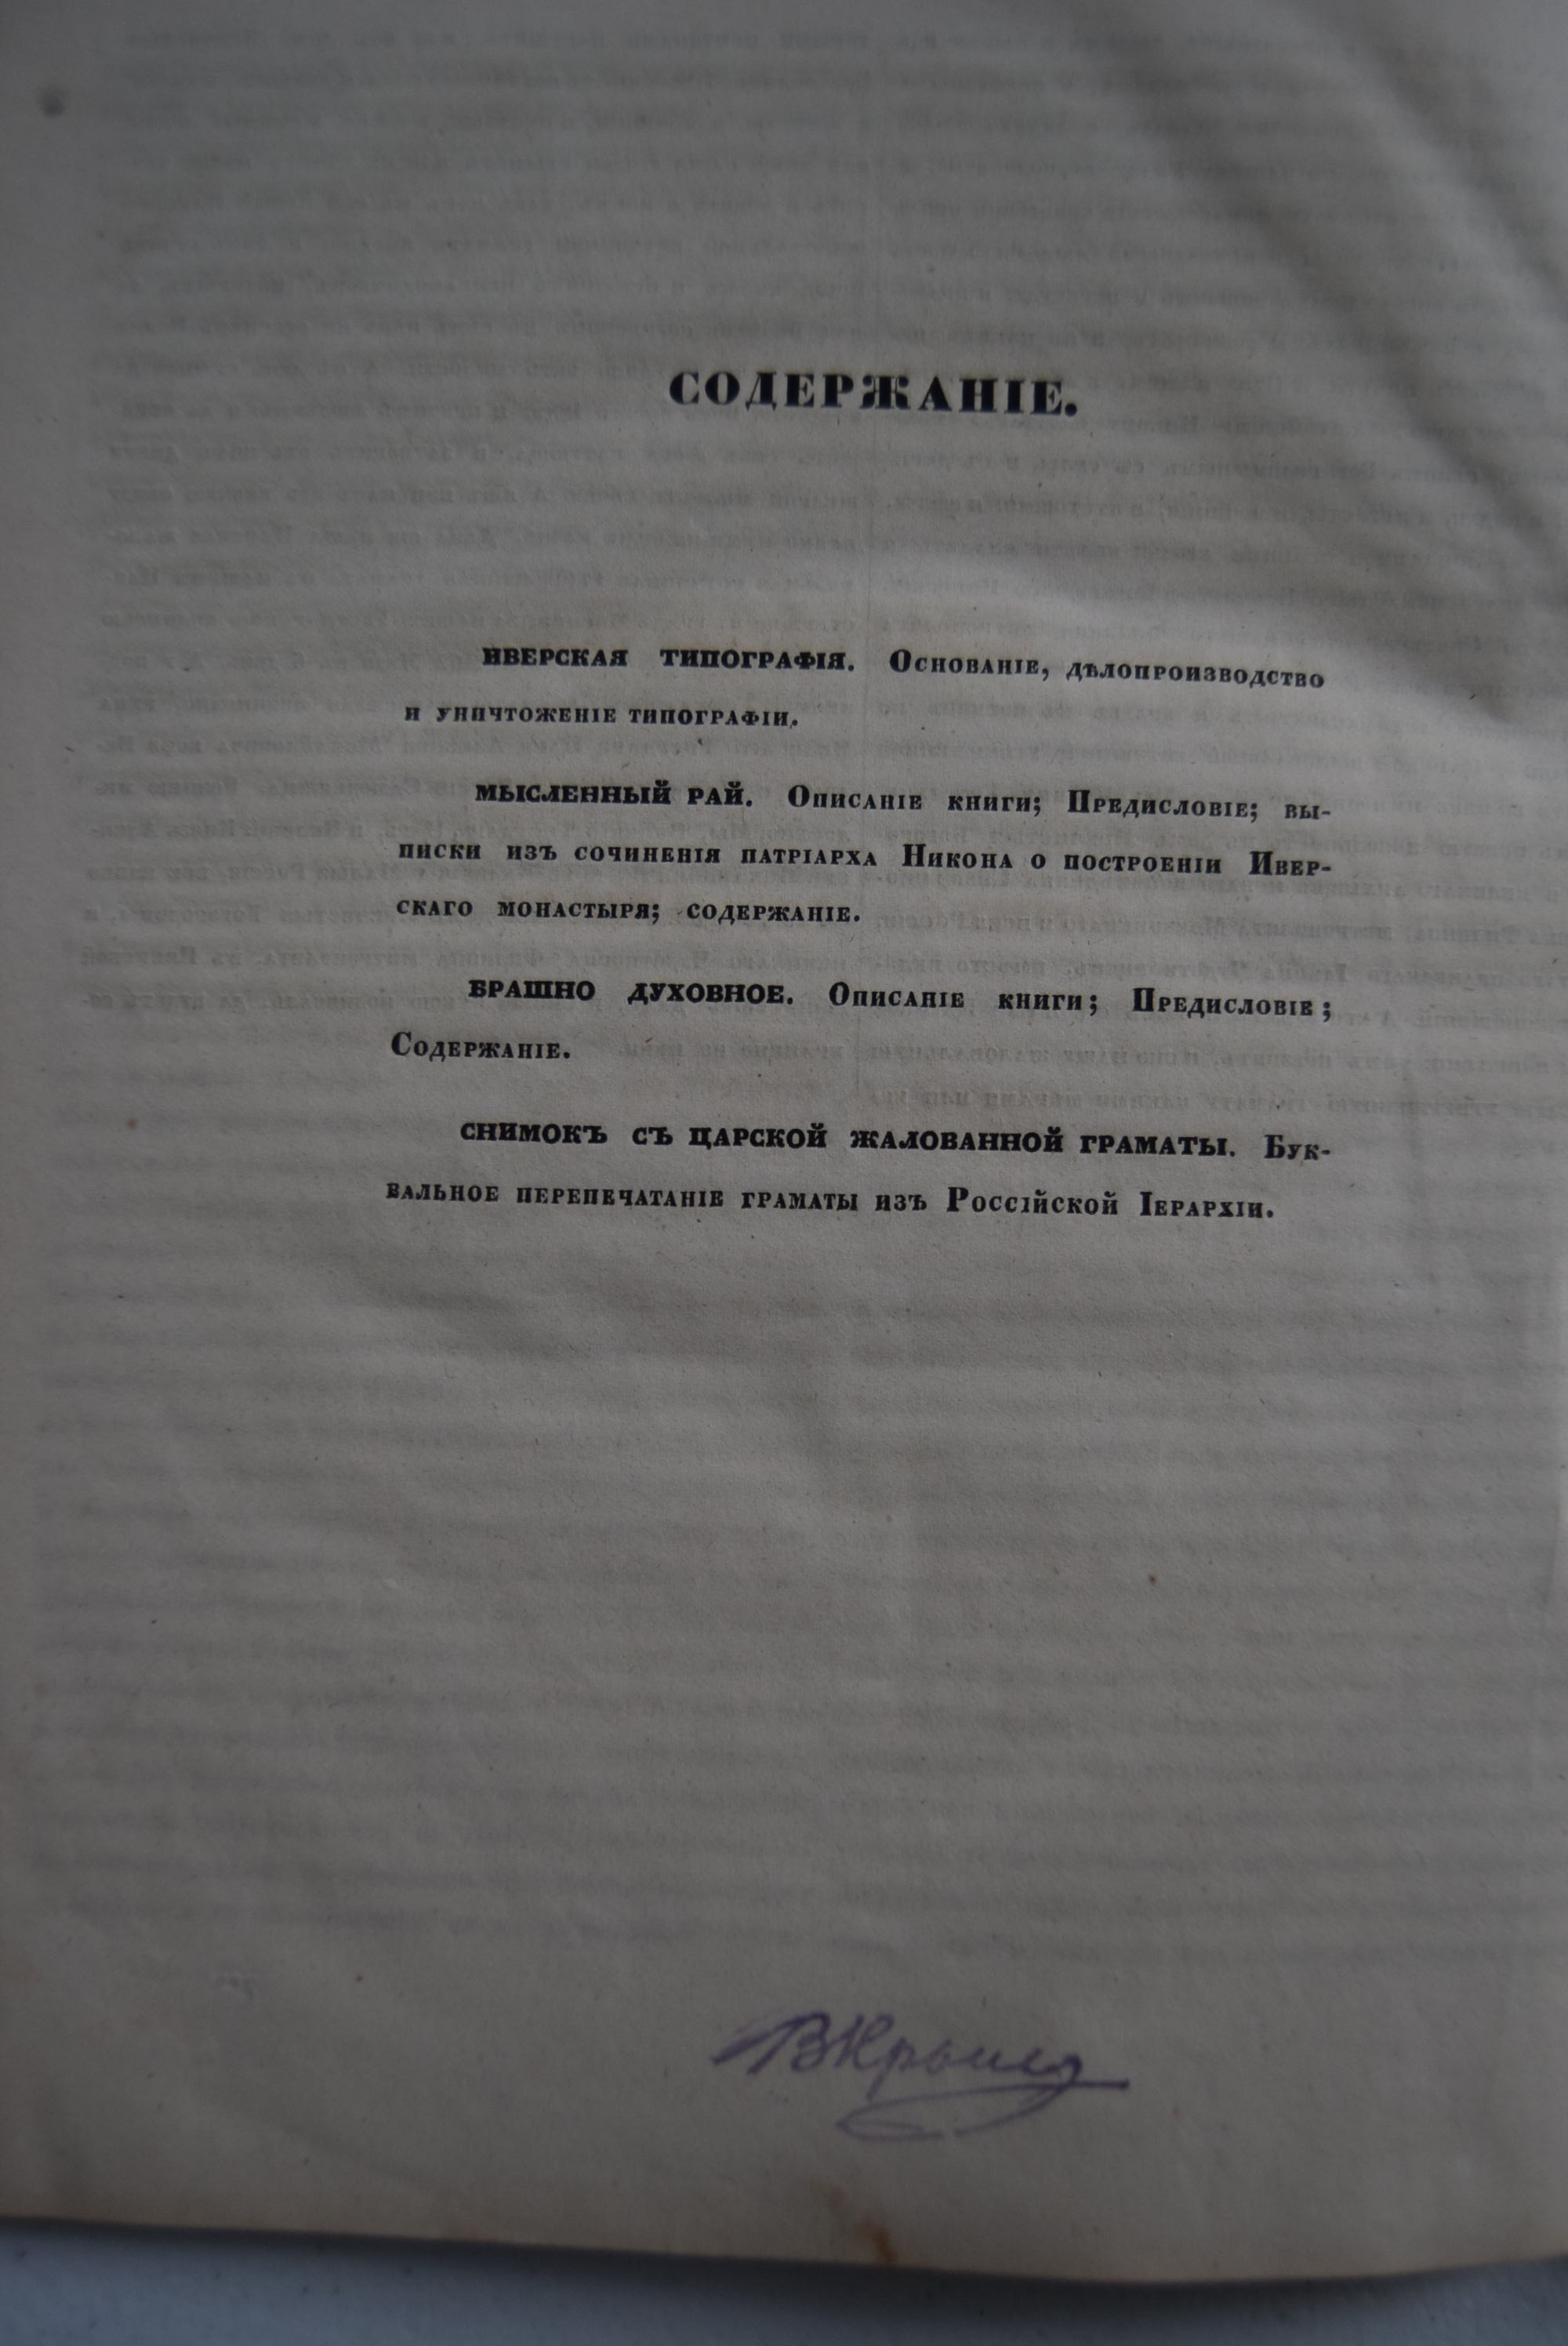 СОДЕРЖАНІЕ.
ИВЕРСКАЯ ТИПОГРАФІЯ. Основаніе, дѣлопроизводство
и уничтоженіе типографіи.
МЫСЛЕННЫЙ РАЙ. Описаніе книги; Предисловіе; вы-
писки изъ сочиненія патріарха Никона о построеніи Ивер-
скаго монастыря; содержаніе.
БРАШНО ДУХОВНОЕ. Описаніе книги; Предисловіе;
Содержаніе.
СНИМОКЪ СЪ ЦАРСКОЙ ЖАЛОВАННОЙ ГРАМАТЫ. Бук-
вальное перепечатаніе граматы изъ Россійской Іерархіи.